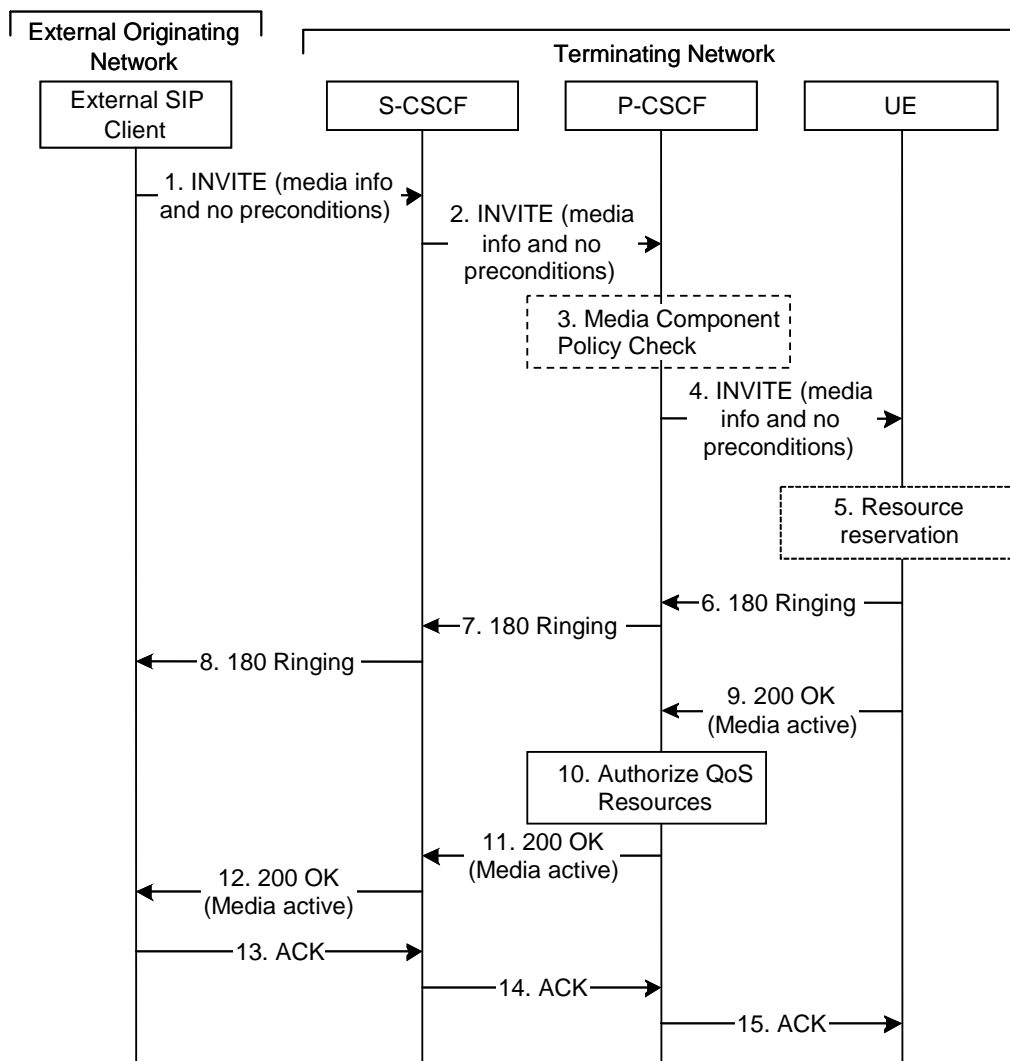 External Originating
Network
Terminating Network
External SIP
Client
S-CSCF
P-CSCF
UE
1. INVITE (media info
and no preconditions)
2. INVITE (media
info and no
preconditions)
3. Media Component
Policy Check
4. INVITE (media
info and no
preconditions)
5. Resource
reservation
6. 180 Ringing
7. 180 Ringing
8. 180 Ringing
9. 200 OK
(Media active)
10. Authorize QoS
Resources
11. 200 OK
(Media active)
12. 200 OK
(Media active)
13. ACK
14. ACK
15. ACK